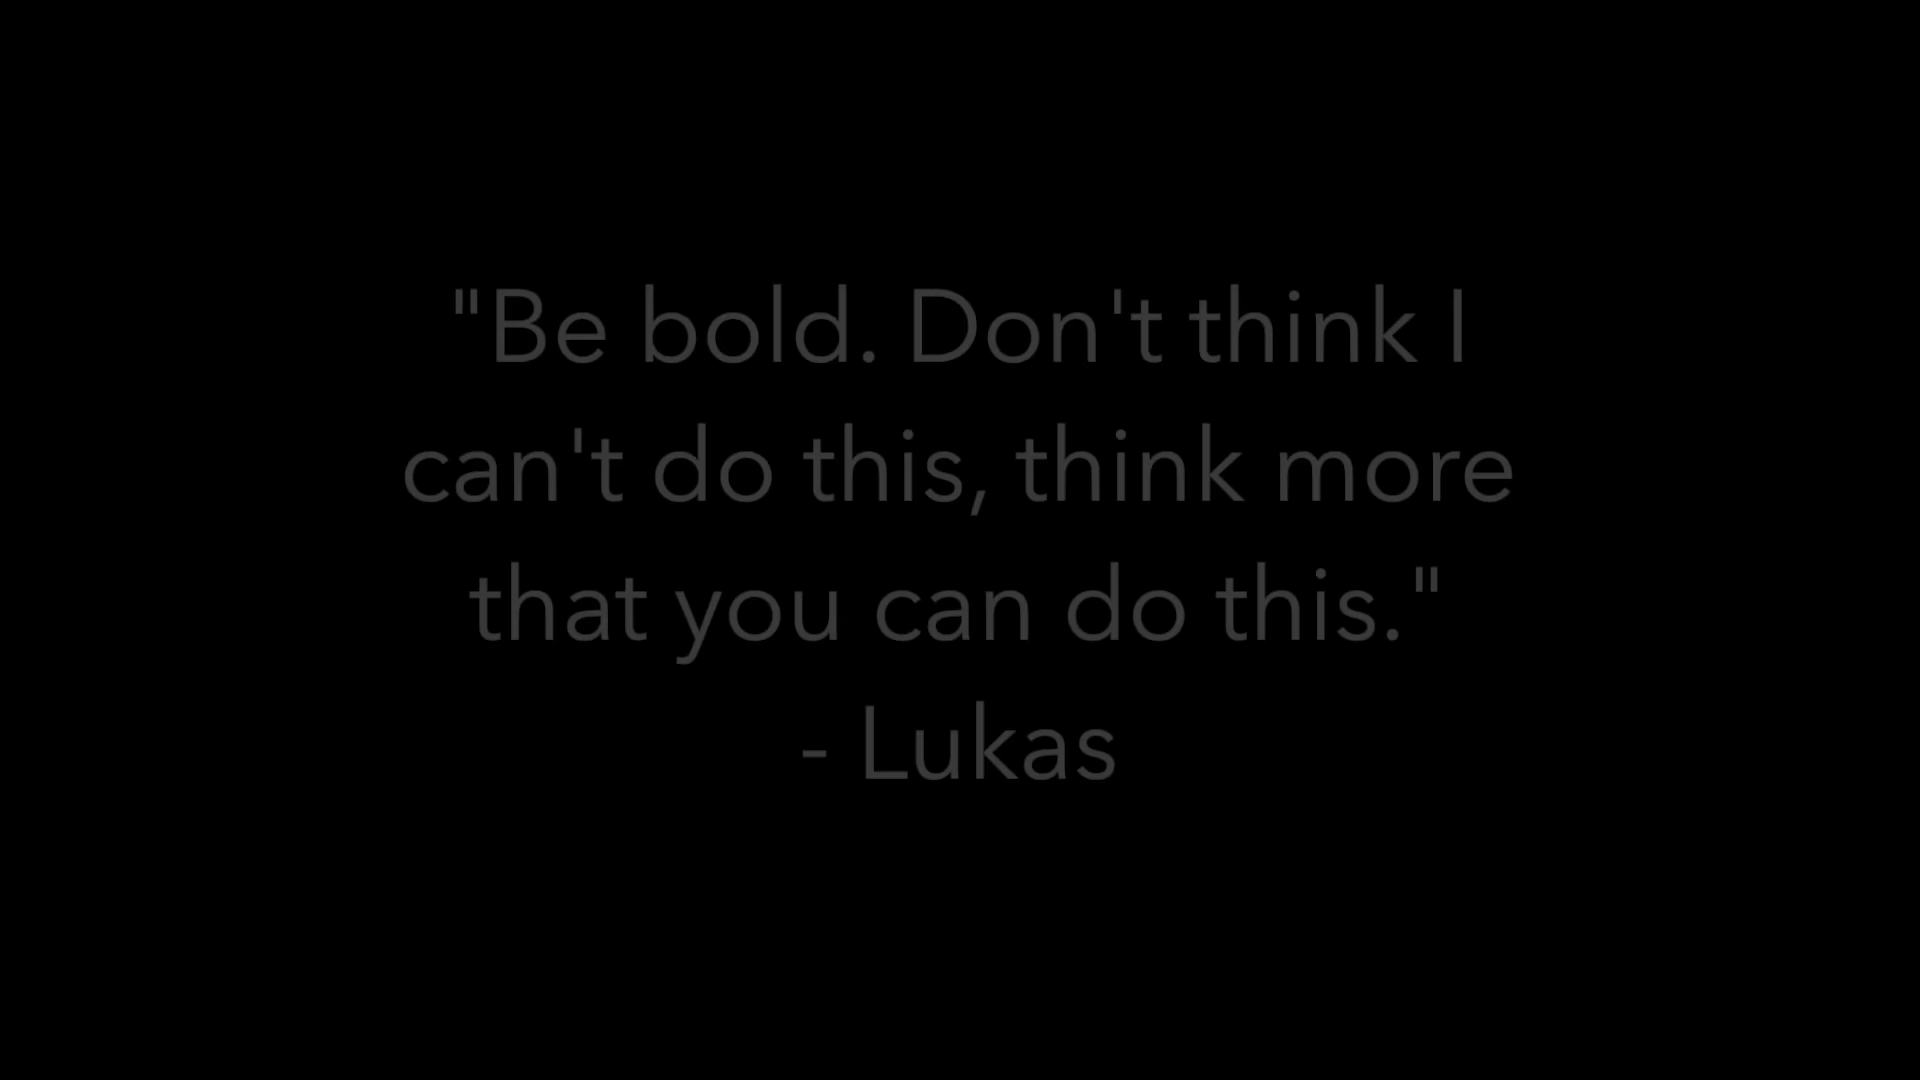 "Be bold. Don't think I
can't do this, think more
that you can do this."
- Lukas